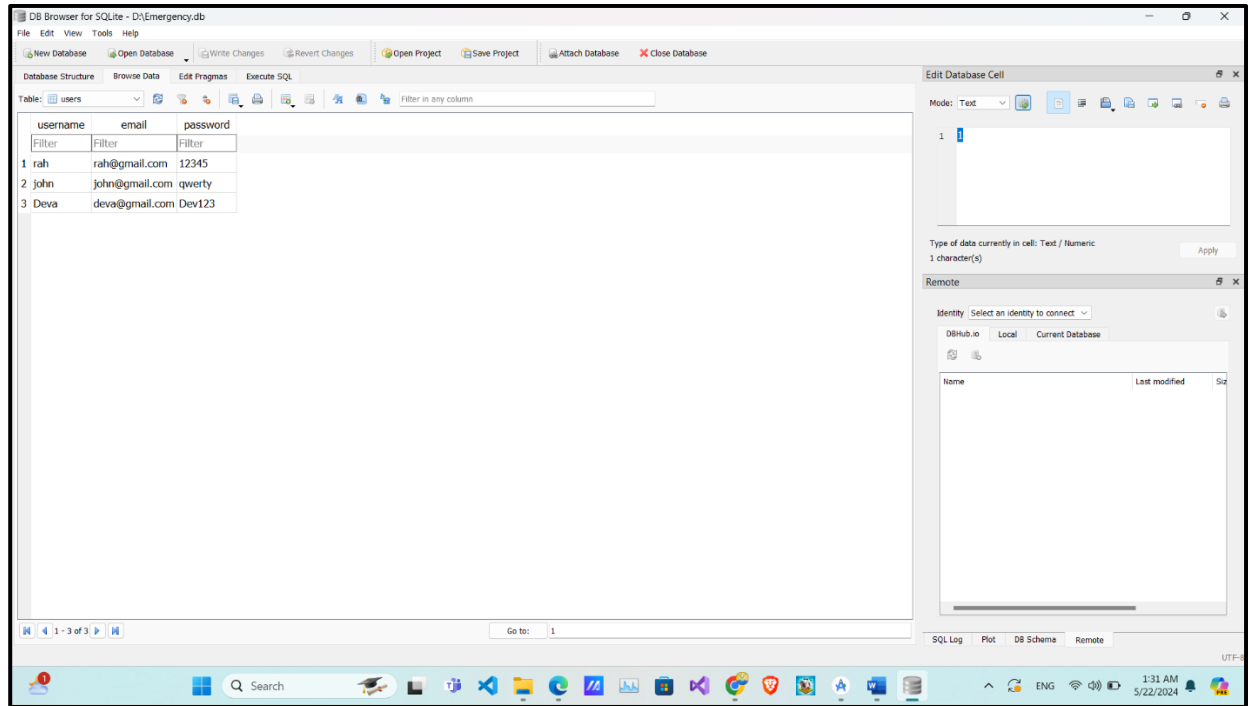 DB Browser for SQLite - D:\Emergency.db
File Edit View Tools Help
New Database Open Database Write Changes Revert Changes Open Project Save Project Attach Database Close Database
Database Structure Browse Data Edit Pragmas Execute SQL
Table: users Filter in any column
username email password
Filter Filter Filter
1 rah rah@gmail.com 12345
2 john john@gmail.com qwerty
3 Deva deva@gmail.com Dev123
1 - 3 of 3 Go to: 1
Edit Database Cell
Mode: Text
1 1
Type of data currently in cell: Text / Numeric
1 character(s)
Apply
Remote
Identity Select an identity to connect
DBHub.io Local Current Database
Name Last modified Siz
SQL Log Plot DB Schema Remote
UTF-8
1 Search ENG 1:31 AM
5/22/2024